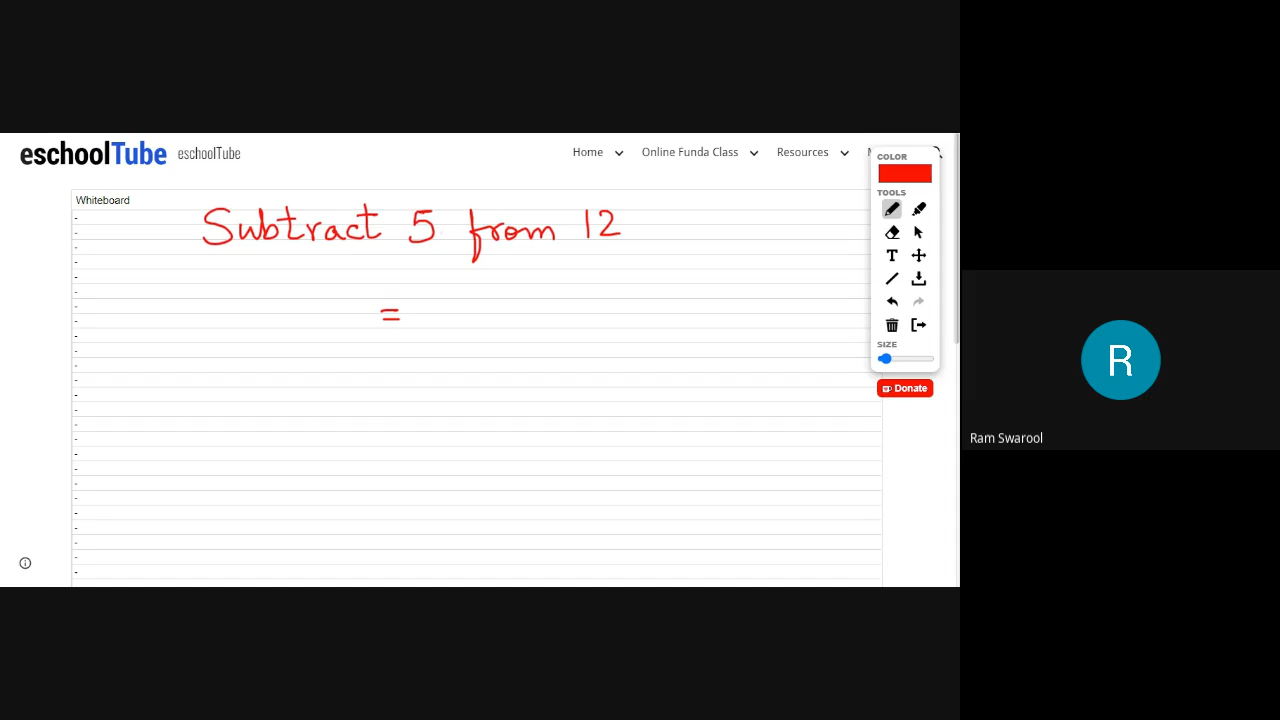 eschoolTube eschoolTube Home Online Funda Class Resources
COLOR
TOOLS
Whiteboard
Subtract 5 from 12
=
SIZE
Donate
R
Ram Swarool